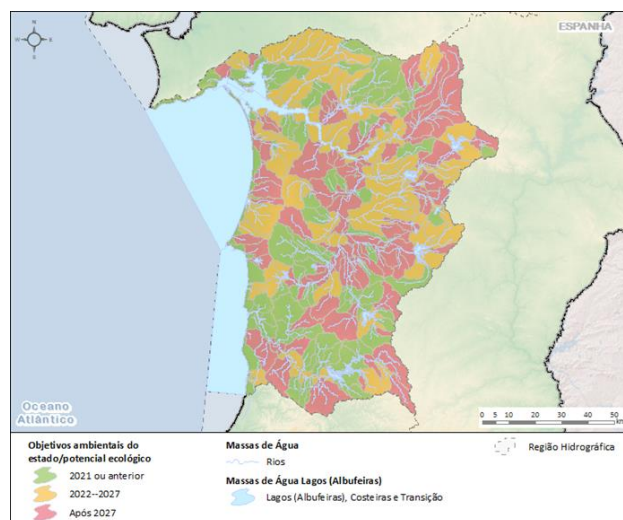 N
W
E
S
ESPANHA
Oceano
Atlântico
0 5 10 20 30 40 50
km
Objetivos ambientais do
estado/potencial ecológico
2021 ou anterior
2022--2027
Após 2027
Massas de Água
Rios
Massas de Água Lagos (Albufeiras)
Lagos (Albufeiras), Costeiras e Transição
Região Hidrográfica